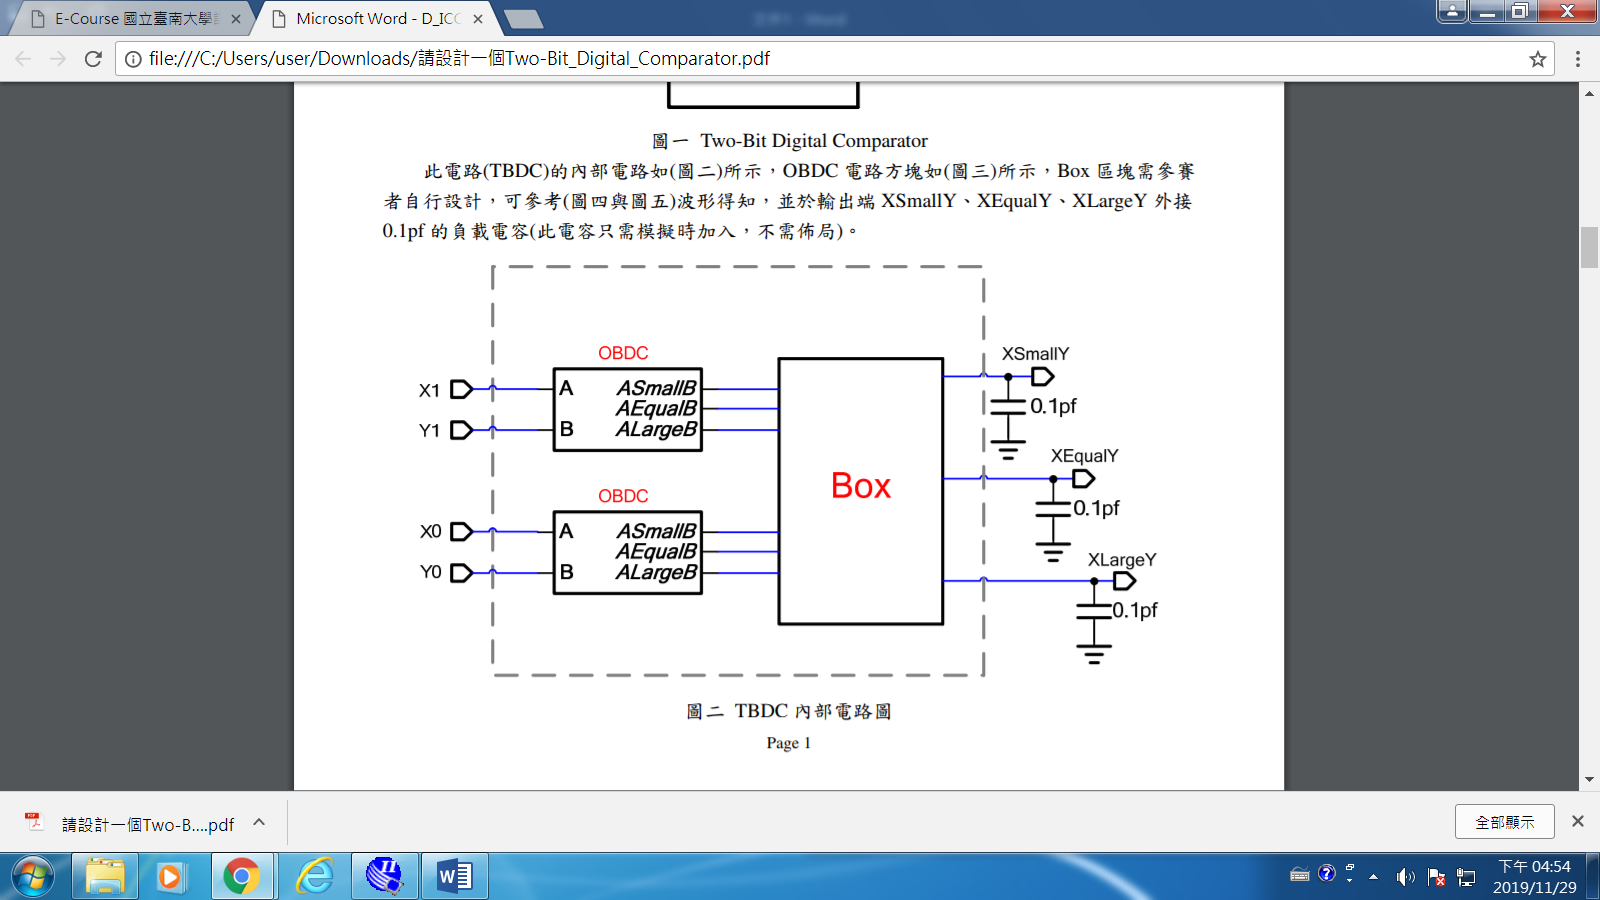 E-Course 國立臺南大學
Microsoft Word - D_ICC
file:///C:/Users/user/Downloads/請設計一個Two-Bit_Digital_Comparator.pdf
圖一 Two-Bit Digital Comparator
此電路(TBDC)的內部電路如(圖二)所示，OBDC 電路方塊如(圖三)所示，Box 區塊需參賽
者自行設計，可參考(圖四與圖五)波形得知，並於輸出端 XSmallY、XEqualY、XLargeY 外接
0.1pf 的負載電容(此電容只需模擬時加入，不需佈局)。
OBDC
X1
A
ASmallB
AEqualB
Y1
B
ALargeB
OBDC
X0
A
ASmallB
AEqualB
Y0
B
ALargeB
Box
XSmallY
0.1pf
XEqualY
0.1pf
XLargeY
0.1pf
圖二 TBDC 內部電路圖
Page 1
請設計一個Two-B....pdf
全部顯示
下午 04:54
2019/11/29